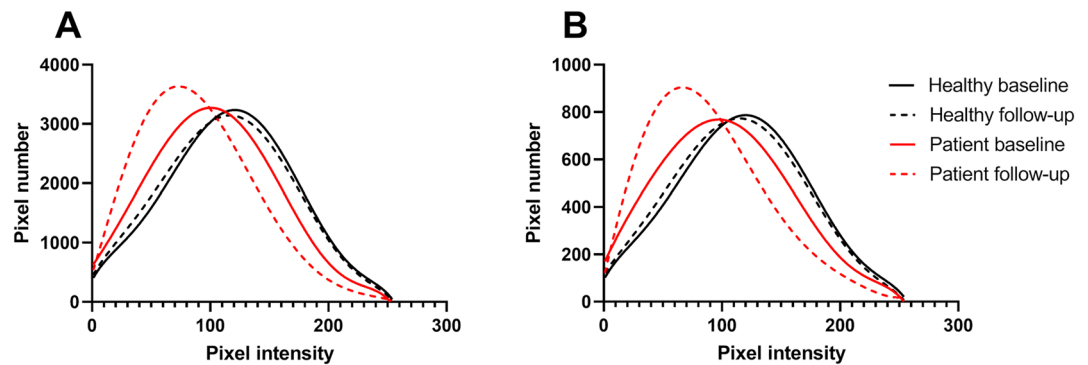 A
B
4000
3000
2000
1000
0
Pixel number
0
100
200
300
Pixel intensity
1000
800
600
400
200
0
Pixel number
0
100
200
300
Pixel intensity
Healthy baseline
Healthy follow-up
Patient baseline
Patient follow-up